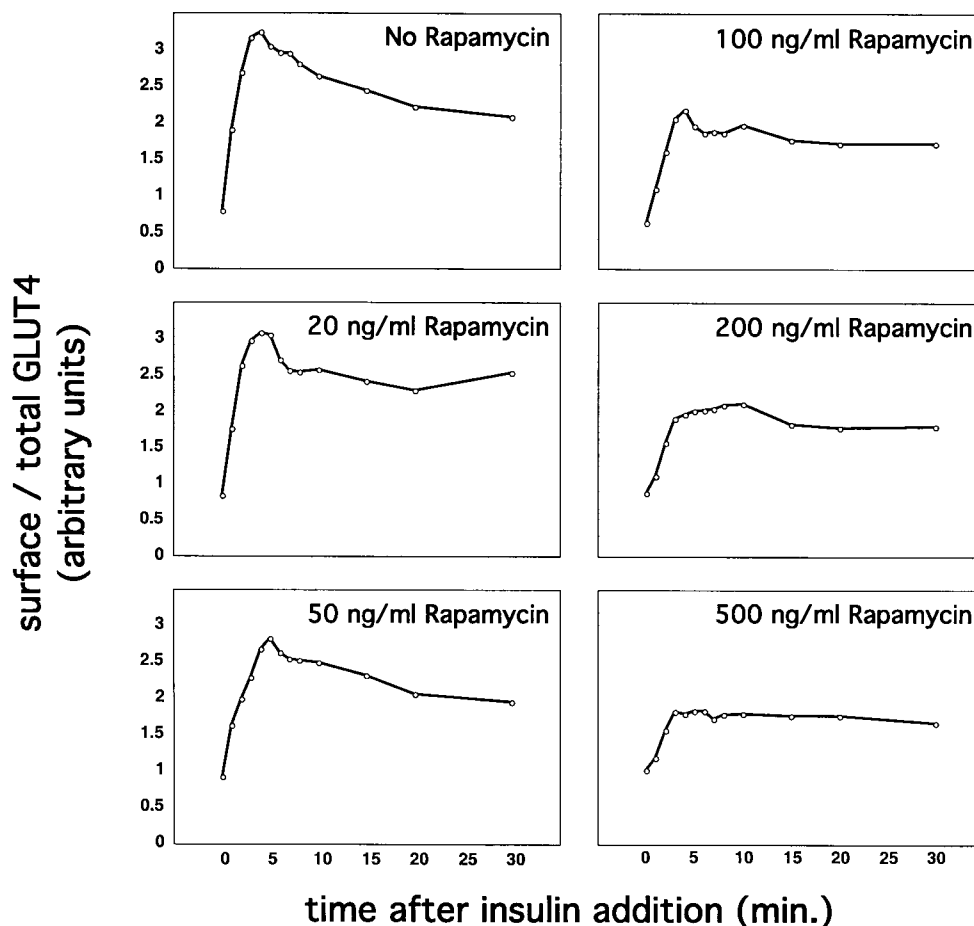 No Rapamycin
3
2.5
2
1.5
1
0.5
0
100 ng/ml Rapamycin
surface / total GLUT4
(arbitrary units)
20 ng/ml Rapamycin
3
2.5
2
1.5
1
0.5
0
200 ng/ml Rapamycin
50 ng/ml Rapamycin
3
2.5
2
1.5
1
0.5
0
0 5 10 15 20 30
500 ng/ml Rapamycin
0 5 10 15 20 30
time after insulin addition (min.)